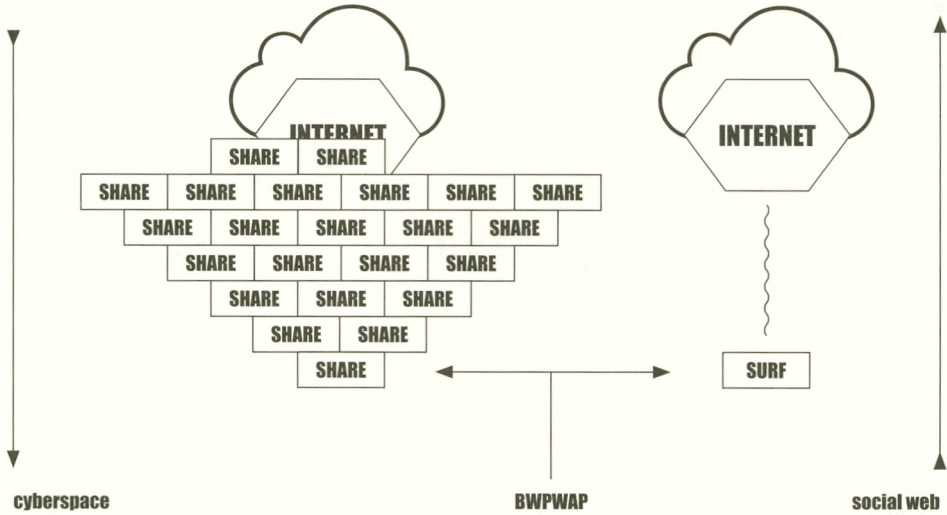 INTERNET
INTERNET
SHARE SHARE
SHARE SHARE SHARE SHARE SHARE SHARE
SHARE SHARE SHARE SHARE SHARE
SHARE SHARE SHARE SHARE
SHARE SHARE SHARE
SHARE SHARE
SHARE
SURF
cyberspace
BWPWAP
social web